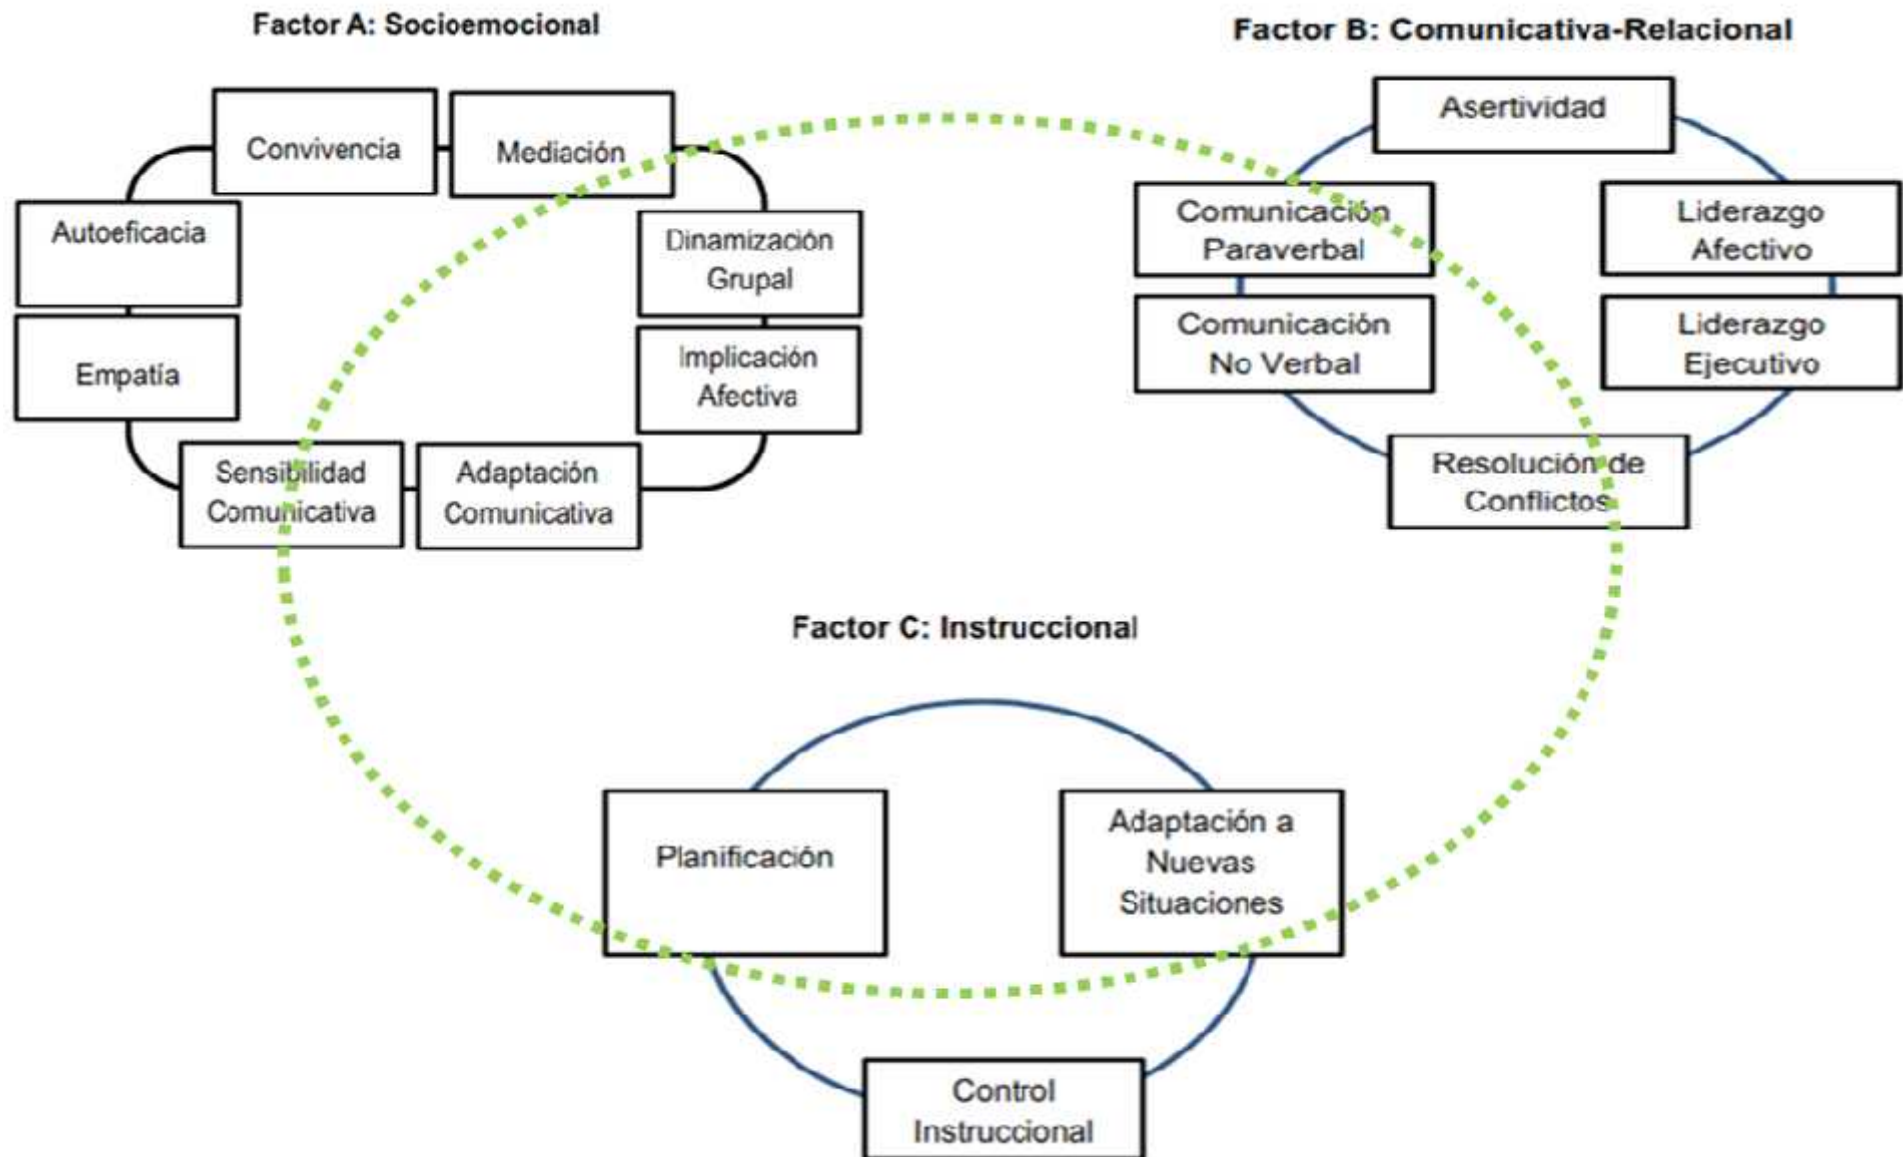 Factor A: Socioemocional
Convivencia
Mediación
Autoeficacia
Dinamización
Grupal
Empatía
Implicación
Afectiva
Sensibilidad
Comunicativa
Adaptación
Comunicativa
Factor B: Comunicativa-Relacional
Asertividad
Comunicación
Paraverbal
Liderazgo
Afectivo
Comunicación
No Verbal
Liderazgo
Ejecutivo
Resolución de
Conflictos
Factor C: Instruccional
Planificación
Adaptación a
Nuevas
Situaciones
Control
Instruccional